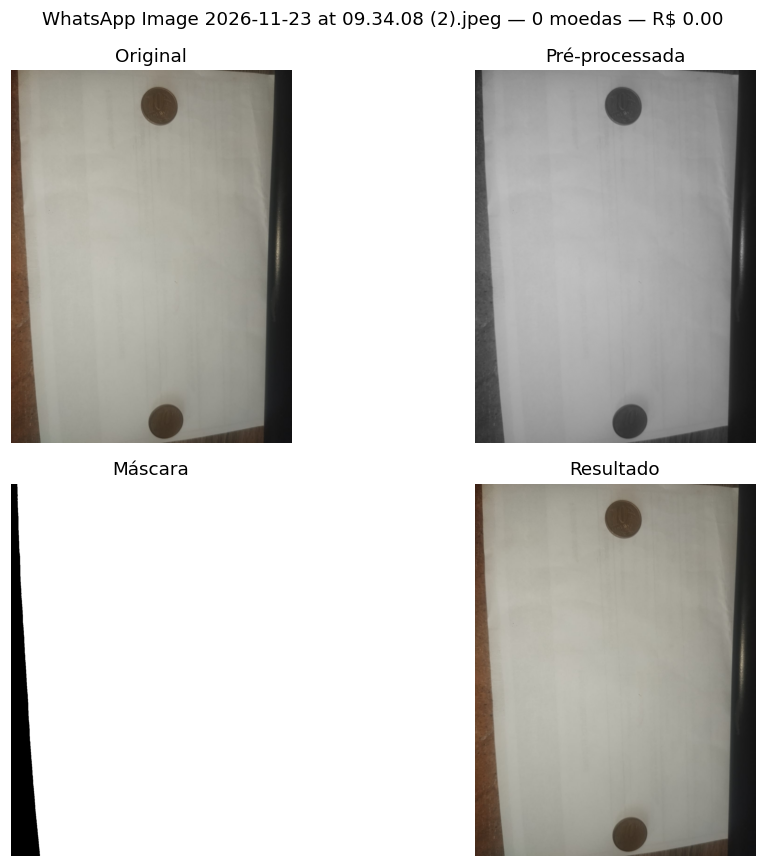 WhatsApp Image 2026-11-23 at 09.34.08 (2).jpeg — 0 moedas — R$ 0.00
Original
Pré-processada
Máscara
Resultado